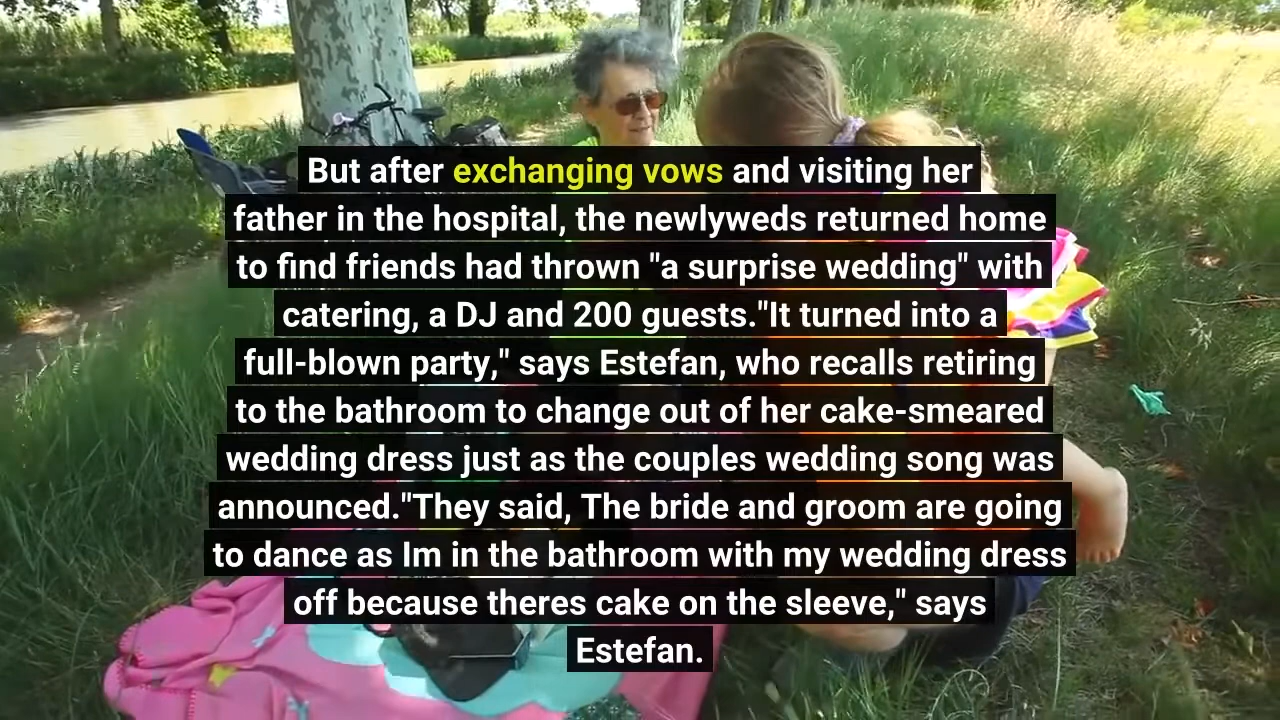 But after exchanging vows and visiting her
father in the hospital, the newlyweds returned home
to find friends had thrown "a surprise wedding" with
catering, a DJ and 200 guests."It turned into a
full-blown party," says Estefan, who recalls retiring
to the bathroom to change out of her cake-smeared
wedding dress just as the couples wedding song was
announced."They said, The bride and groom are going
to dance as Im in the bathroom with my wedding dress
off because theres cake on the sleeve," says
Estefan.